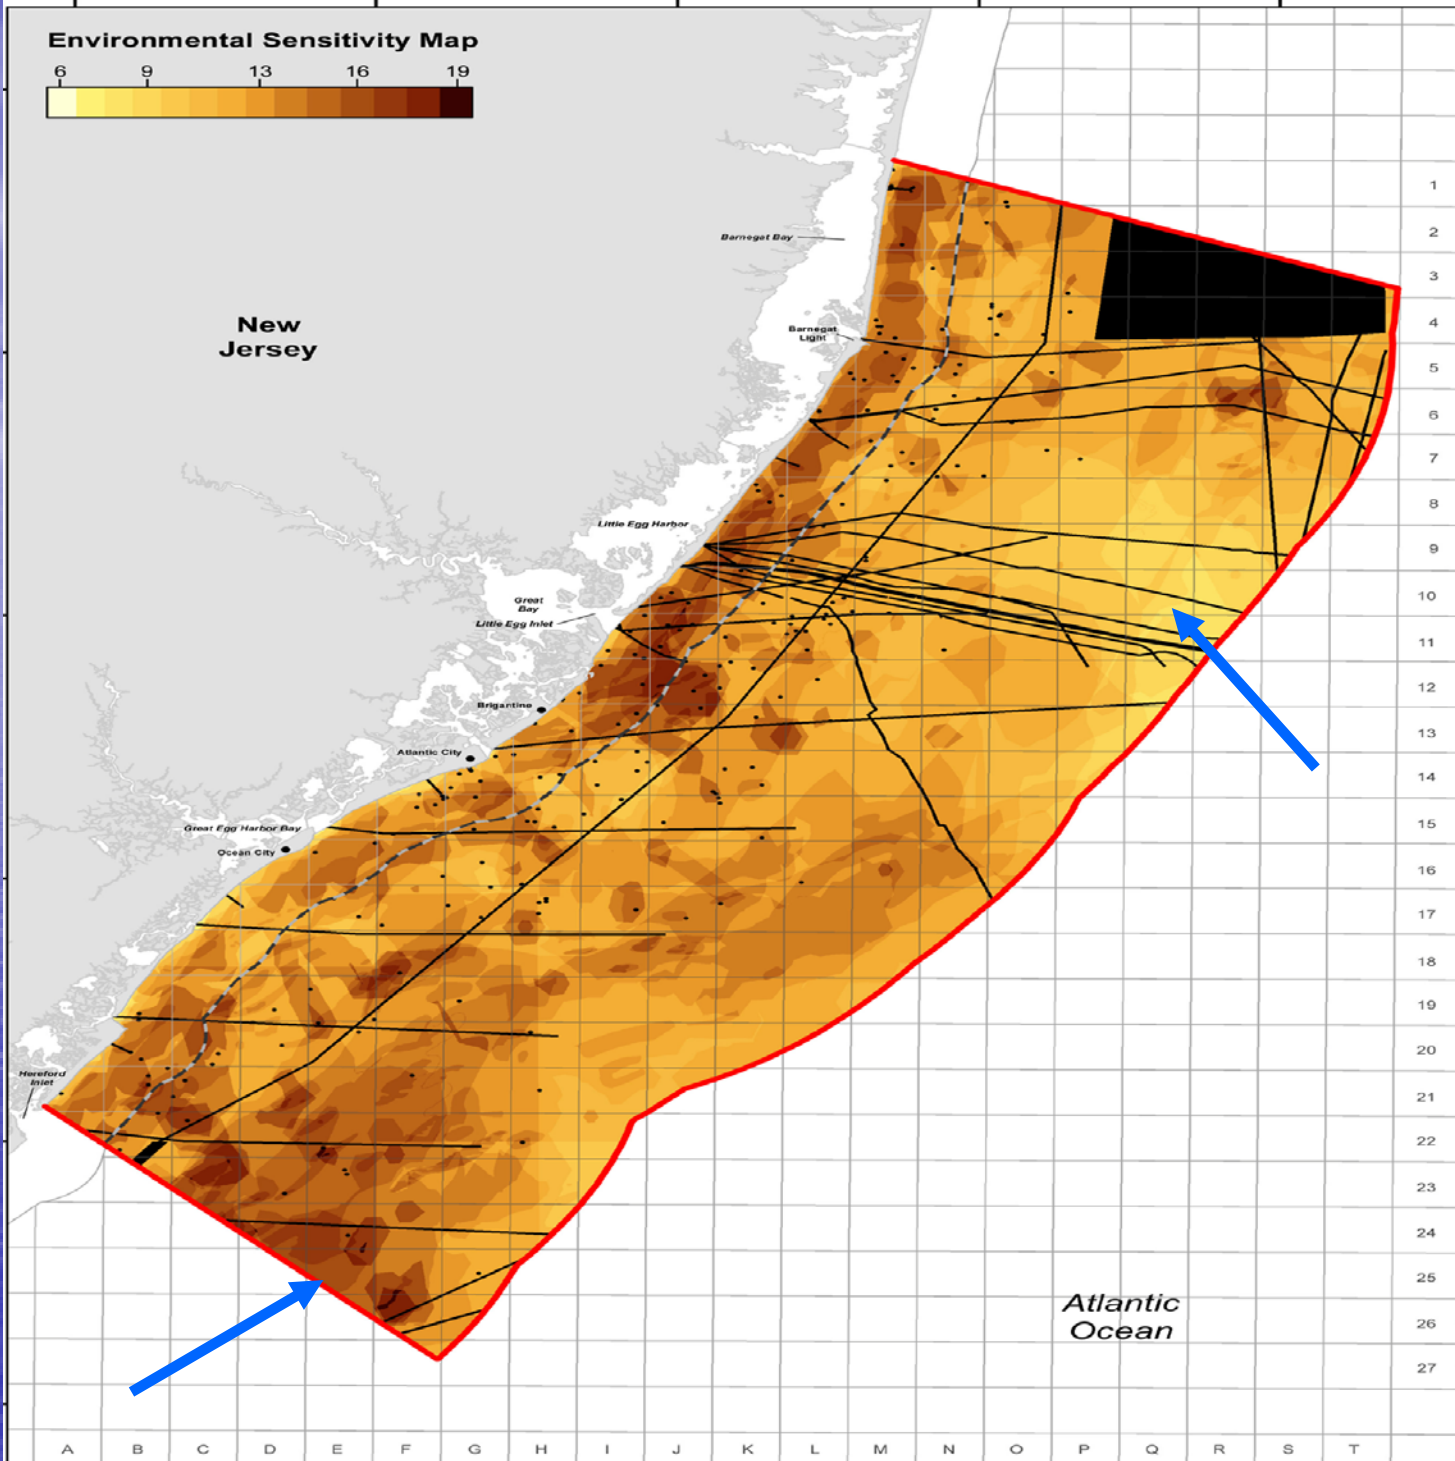 Environmental Sensitivity Map
6 9 13 16 19
1
2
Barnegat Bay
3
New
Jersey
4
Barnegat
Light
5
6
7
8
Little Egg Harbor
9
10
Great
Bay
Little Egg Inlet
11
12
Brigantine
13
Atlantic City
14
15
Great Egg Harbor Bay
Ocean City
16
17
18
19
20
Hereford
Inlet
21
22
23
24
25
Atlantic
Ocean
26
27
A B C D E F G H I J K L M N O P Q R S T